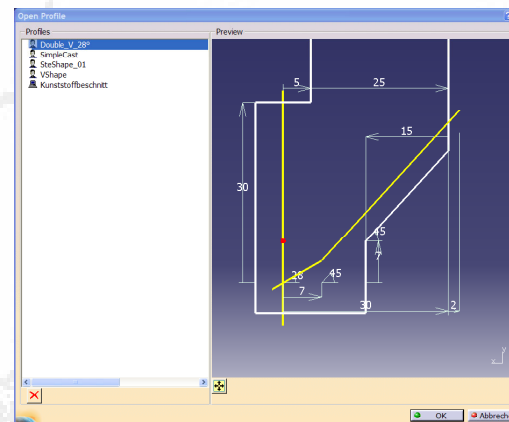 Open Profile
Profiles
Preview
Double_V_28°
SimpleCast
SteShape_01
VShape
Kunststoffbeschnitt
5
25
15
30
45
7
28
45
7
30
2
y
x
OK
Abbreche